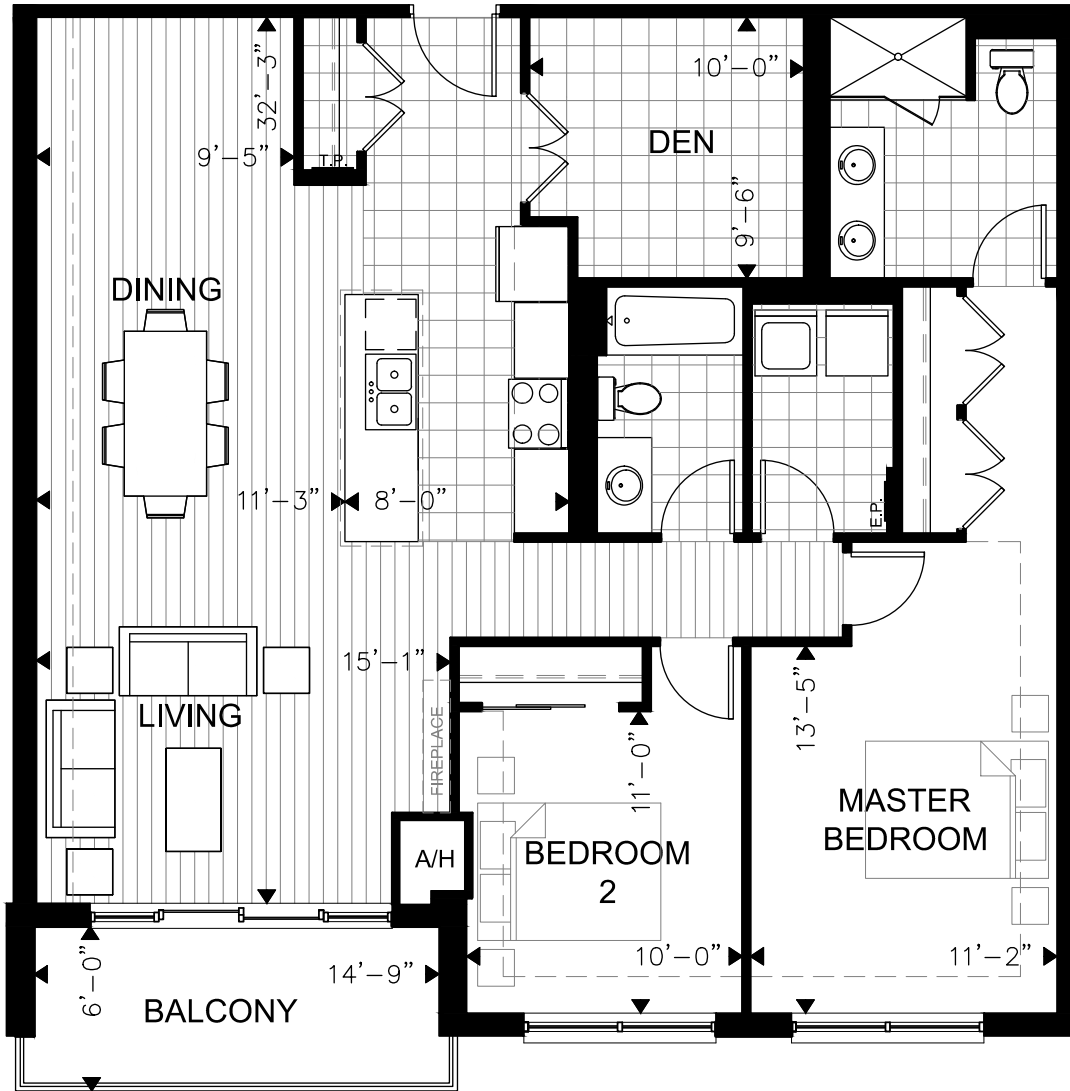 32'-3"
9'-5"
T.P.
10'-0"
DEN
9'-6"
DINING
11'-3"
8'-0"
E.P.
15'-1"
LIVING
FIREPLACE
13'-5"
11'-0"
MASTER
BEDROOM
A/H
BEDROOM
2
10'-0"
11'-2"
14'-9"
6'-0"
BALCONY